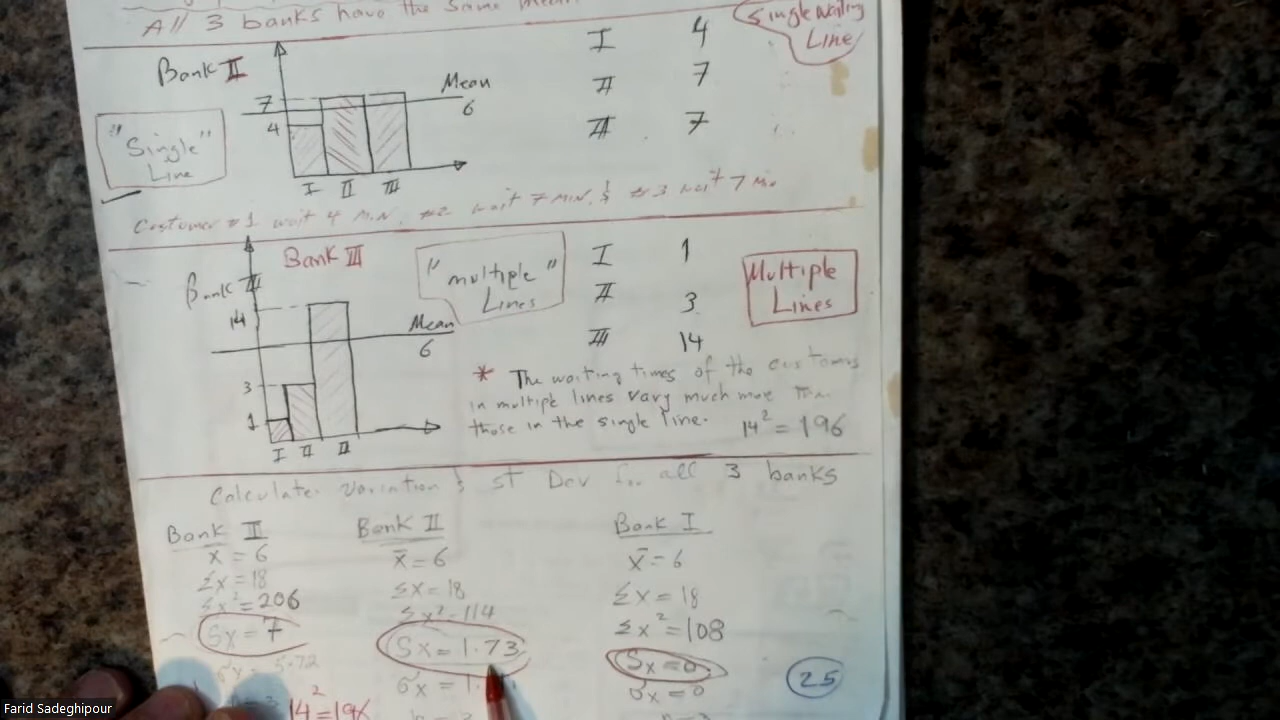 All 3 banks have the same mean.
Single waiting
Line
Bank II
Mean
6
7
4
I II III
"Single"
Line
I 4
II 7
III 7
Customer #1 wait 4 Min, #2 wait 7 Min, & #3 wait 7 Min
Bank III
Bank III
"multiple"
Lines
Mean
6
14
3
1
I II III
I 1
II 3
III 14
Multiple
Lines
* The waiting times of the customers
in multiple lines vary much more than
those in the single line. 14² = 196
Calculate Variation & st Dev for all 3 banks
Bank III
x = 6
Σx = 18
Σx² = 206
Sx = 7
σx = 5.72
14² = 196
Bank II
x̄ = 6
Σx = 18
Σx² = 114
Sx = 1.73
σx = 1.
Bank I
x̄ = 6
Σx = 18
Σx² = 108
Sx = 0
σx = 0
25
Farid Sadeghipour